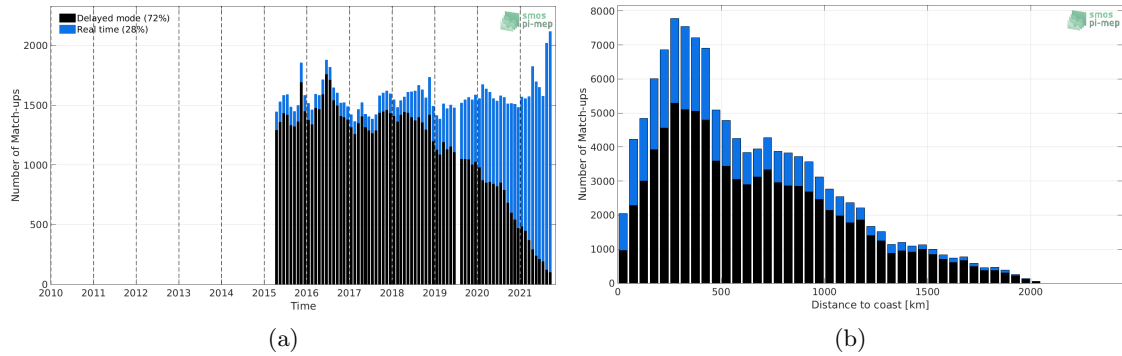 Delayed mode (72%)
Real time (28%)
smos
pi-mep
Number of Match-ups
2000
1500
1000
500
0
2010 2011 2012 2013 2014 2015 2016 2017 2018 2019 2020 2021
Time
(a)
smos
pi-mep
Number of Match-ups
8000
7000
6000
5000
4000
3000
2000
1000
0
0 500 1000 1500 2000
Distance to coast [km]
(b)